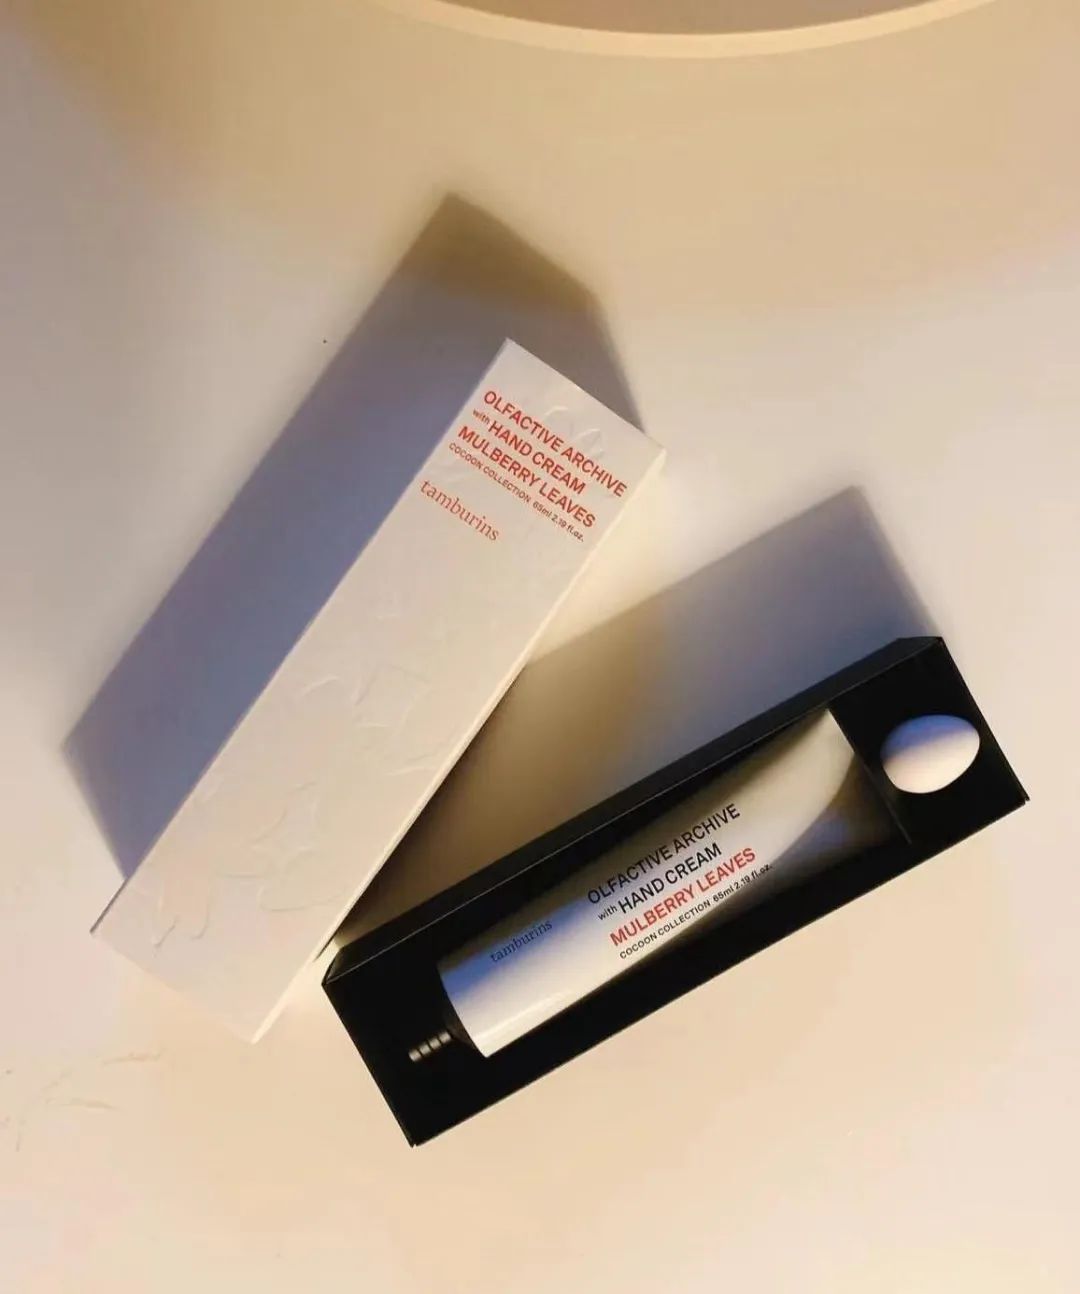 OLFACTIVE ARCHIVE
with HAND CREAM
MULBERRY LEAVES
COCOON COLLECTION 65ml 2.19 fl.oz.
tamburins
OLFACTIVE ARCHIVE
with HAND CREAM
MULBERRY LEAVES
COCOON COLLECTION 65ml 2.19 fl.oz.
tamburins